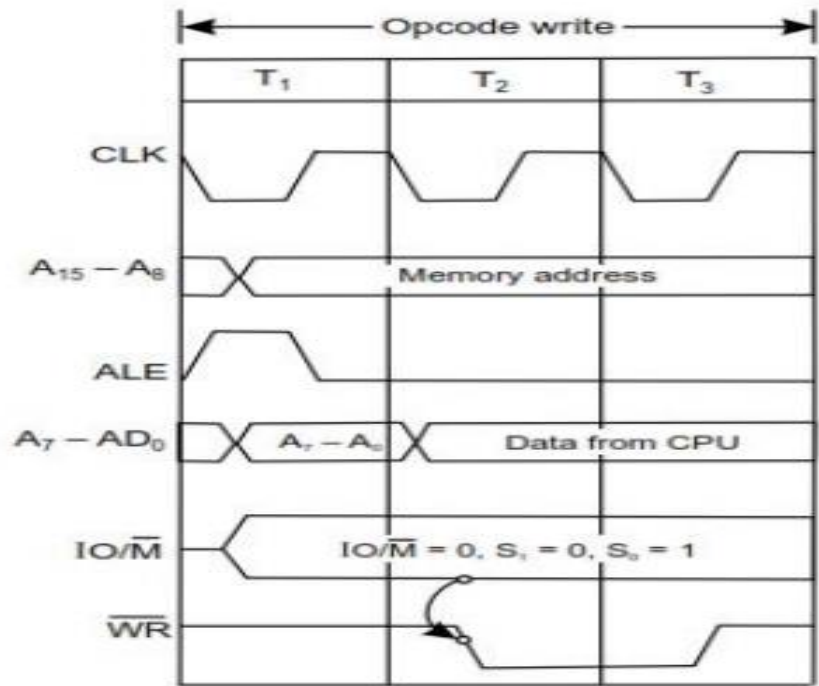 Opcode write
T₁ T₂ T₃
CLK
A₁₅ – A₈ Memory address
ALE
A₇ – AD₀ A₇ – A₀ Data from CPU
IO/M̅ IO/M̅ = 0, S₁ = 0, S₀ = 1
W̅R̅